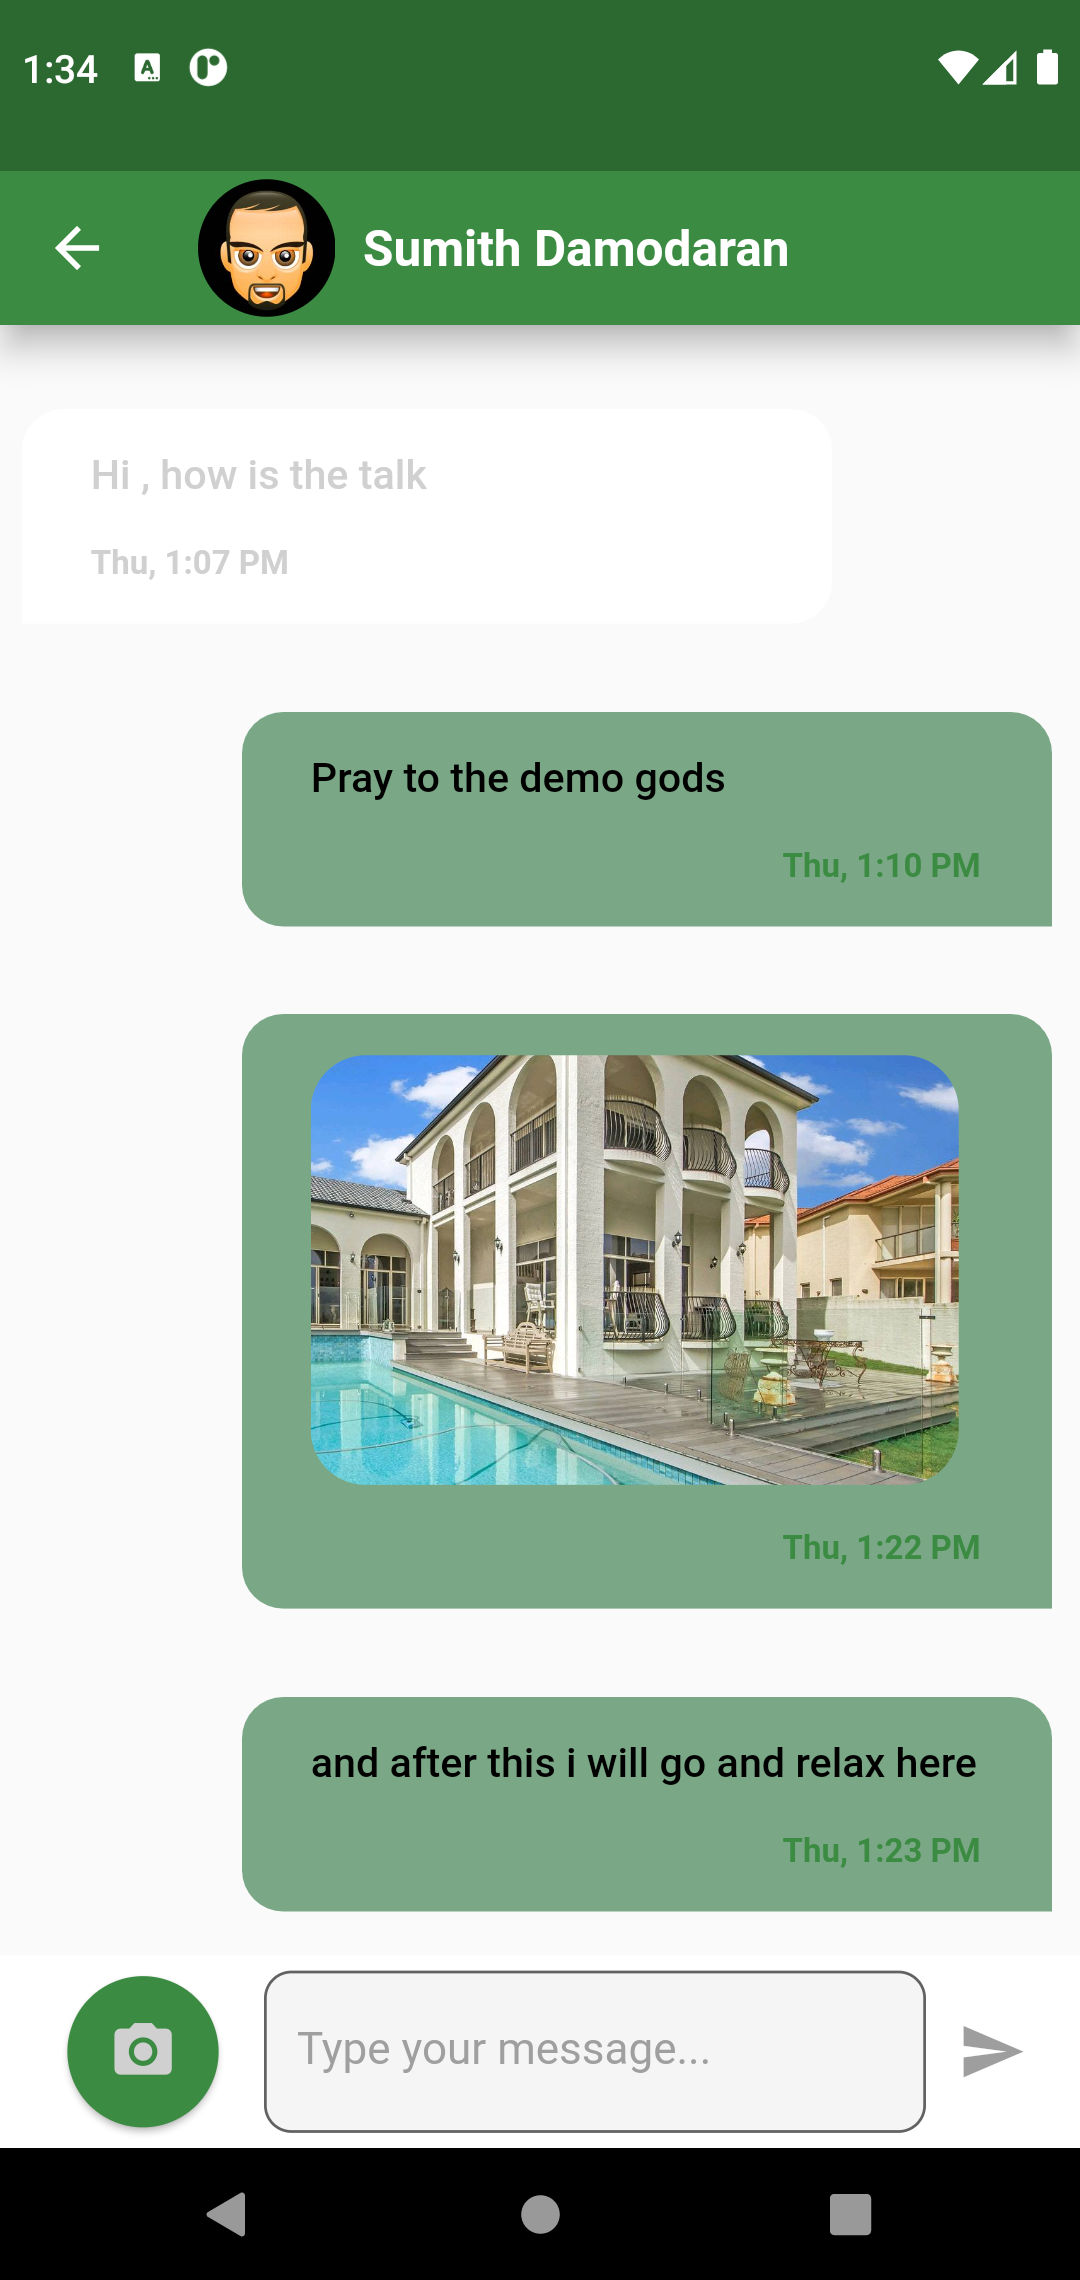 1:34
Sumith Damodaran
Hi , how is the talk
Thu, 1:07 PM
Pray to the demo gods
Thu, 1:10 PM
Thu, 1:22 PM
and after this i will go and relax here
Thu, 1:23 PM
Type your message...